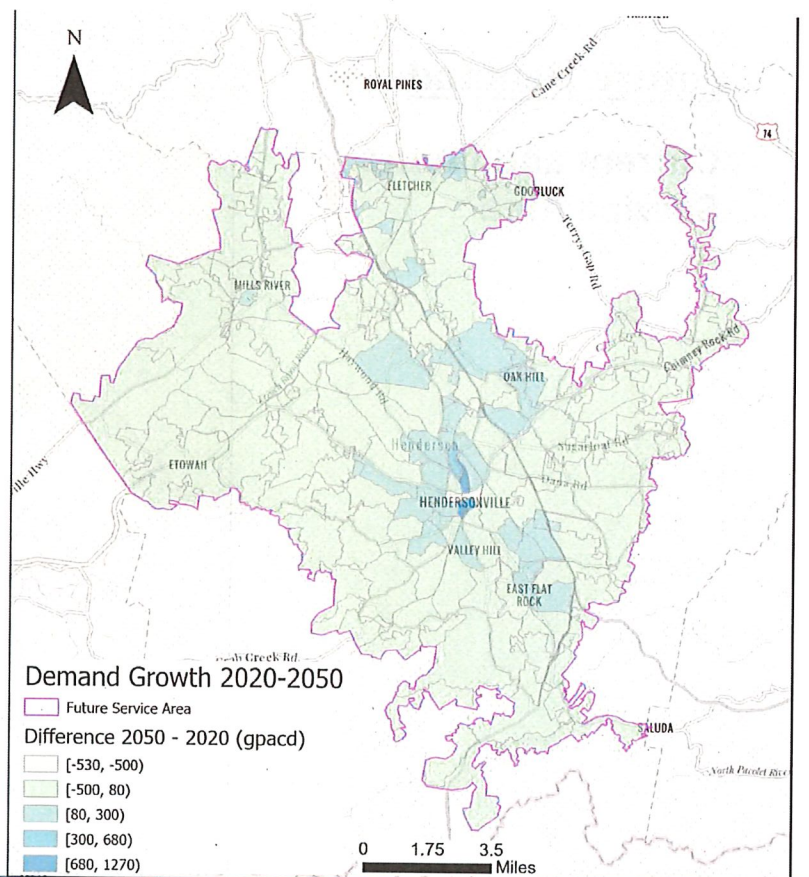 N
ROYAL PINES
Cane Creek Rd
74
FLETCHER
Terrys Gap Rd
MILLS RIVER
Chimney Rock Rd
Haywood Rd
OAK HILL
Henderson
Sugarloaf Rd
ETOWAH
Dana Rd
HENDERSONVILLE
VALLEY HILL
EAST FLAT
ROCK
Creek Rd
Demand Growth 2020-2050
Future Service Area
SALUDA
Difference 2050 - 2020 (gpacd)
[-530, -500)
North Pacolet Rive
[-500, 80)
[80, 300)
[300, 680)
0 1.75 3.5
[680, 1270)
Miles